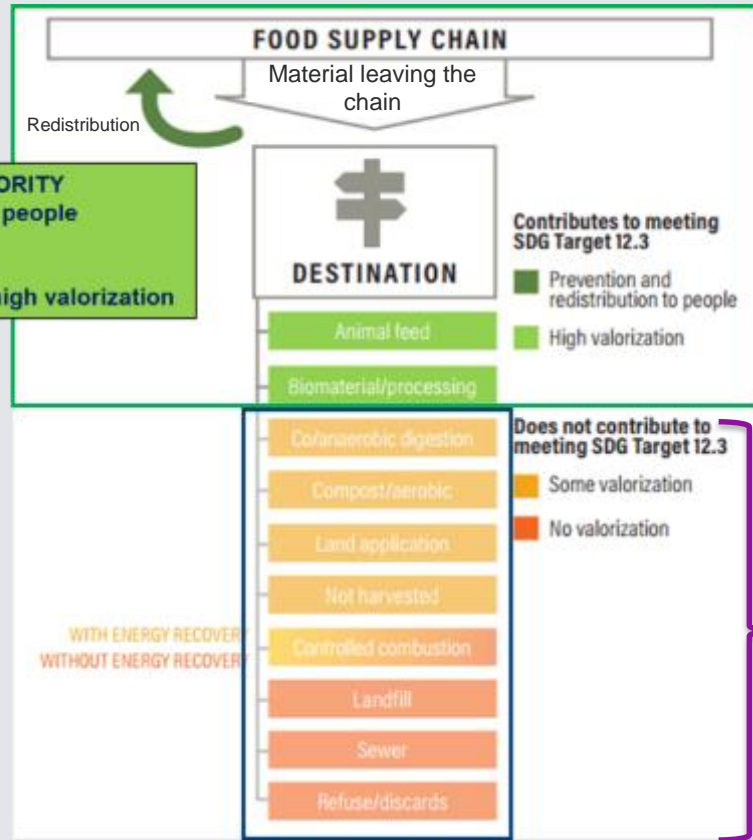 FOOD SUPPLY CHAIN
Material leaving the
chain
Redistribution
ORITY
people
high valorization
DESTINATION
Contributes to meeting
SDG Target 12.3
Prevention and
redistribution to people
High valorization
Animal feed
Biomaterial/processing
Co/anaerobic digestion
Compost/aerobic
Land application
Not harvested
Controlled combustion
Landfill
Sewer
Refuse/discards
Does not contribute to
meeting SDG Target 12.3
Some valorization
No valorization
WITH ENERGY RECOVERY
WITHOUT ENERGY RECOVERY